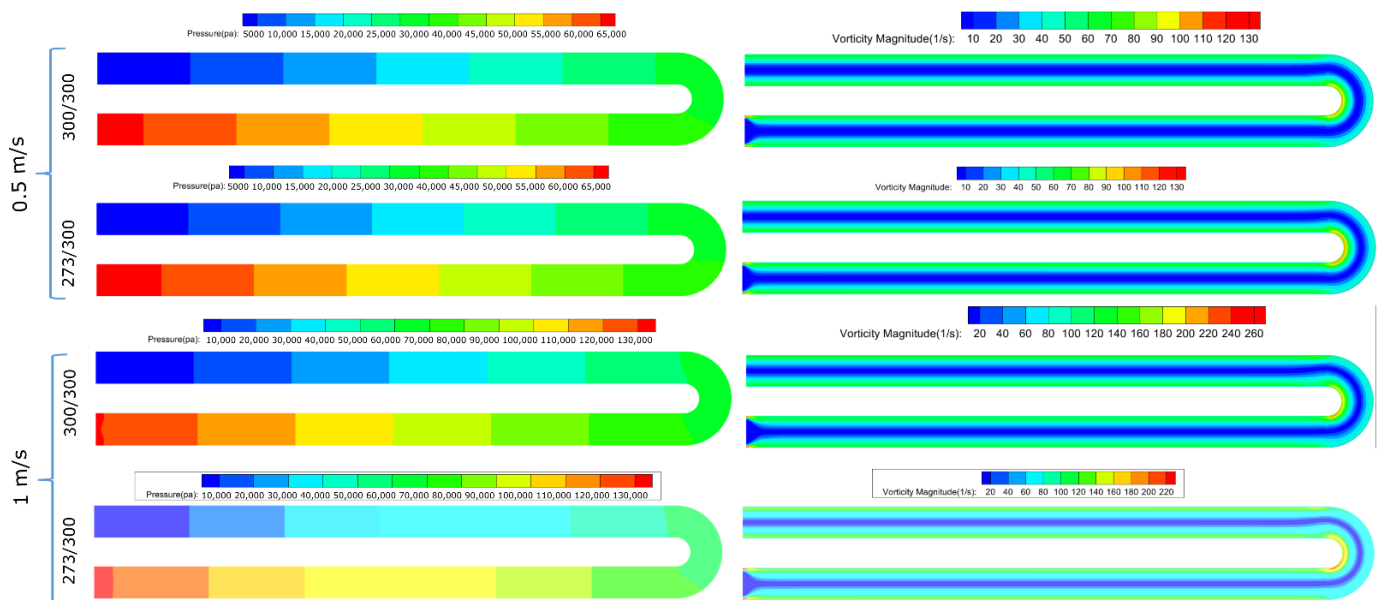 Pressure(pa): 5000 10,000 15,000 20,000 25,000 30,000 35,000 40,000 45,000 50,000 55,000 60,000 65,000
Vorticity Magnitude(1/s): 10 20 30 40 50 60 70 80 90 100 110 120 130
0.5 m/s
300/300
Pressure(pa): 5000 10,000 15,000 20,000 25,000 30,000 35,000 40,000 45,000 50,000 55,000 60,000 65,000
Vorticity Magnitude: 10 20 30 40 50 60 70 80 90 100 110 120 130
273/300
Pressure(pa): 10,000 20,000 30,000 40,000 50,000 60,000 70,000 80,000 90,000 100,000 110,000 120,000 130,000
Vorticity Magnitude(1/s): 20 40 60 80 100 120 140 160 180 200 220 240 260
1 m/s
300/300
Pressure(pa): 10,000 20,000 30,000 40,000 50,000 60,000 70,000 80,000 90,000 100,000 110,000 120,000 130,000
Vorticity Magnitude(1/s): 20 40 60 80 100 120 140 160 180 200 220
273/300